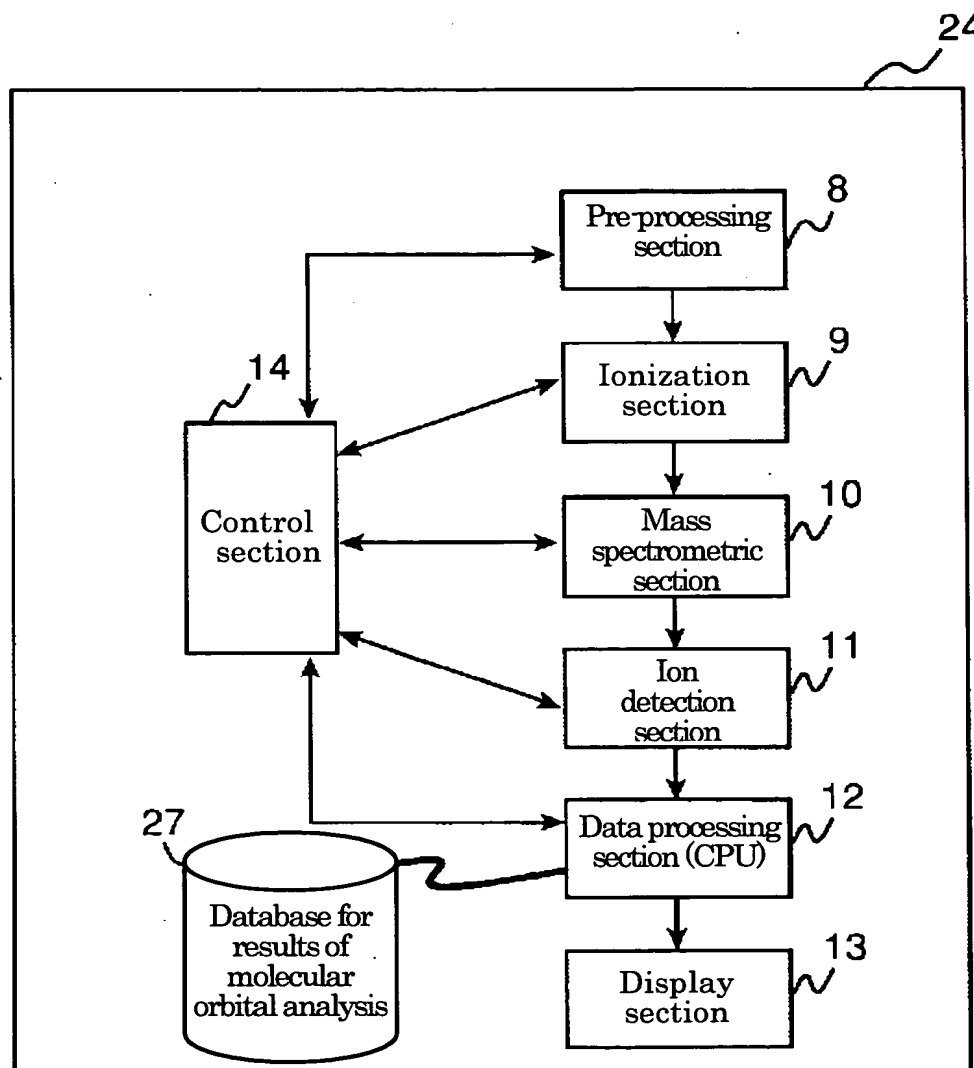 24
8
Pre-processing
section
9
Ionization
section
14
Control
section
10
Mass
spectrometric
section
11
Ion
detection
section
12
Data processing
section (CPU)
27
Database for
results of
molecular
orbital analysis
13
Display
section